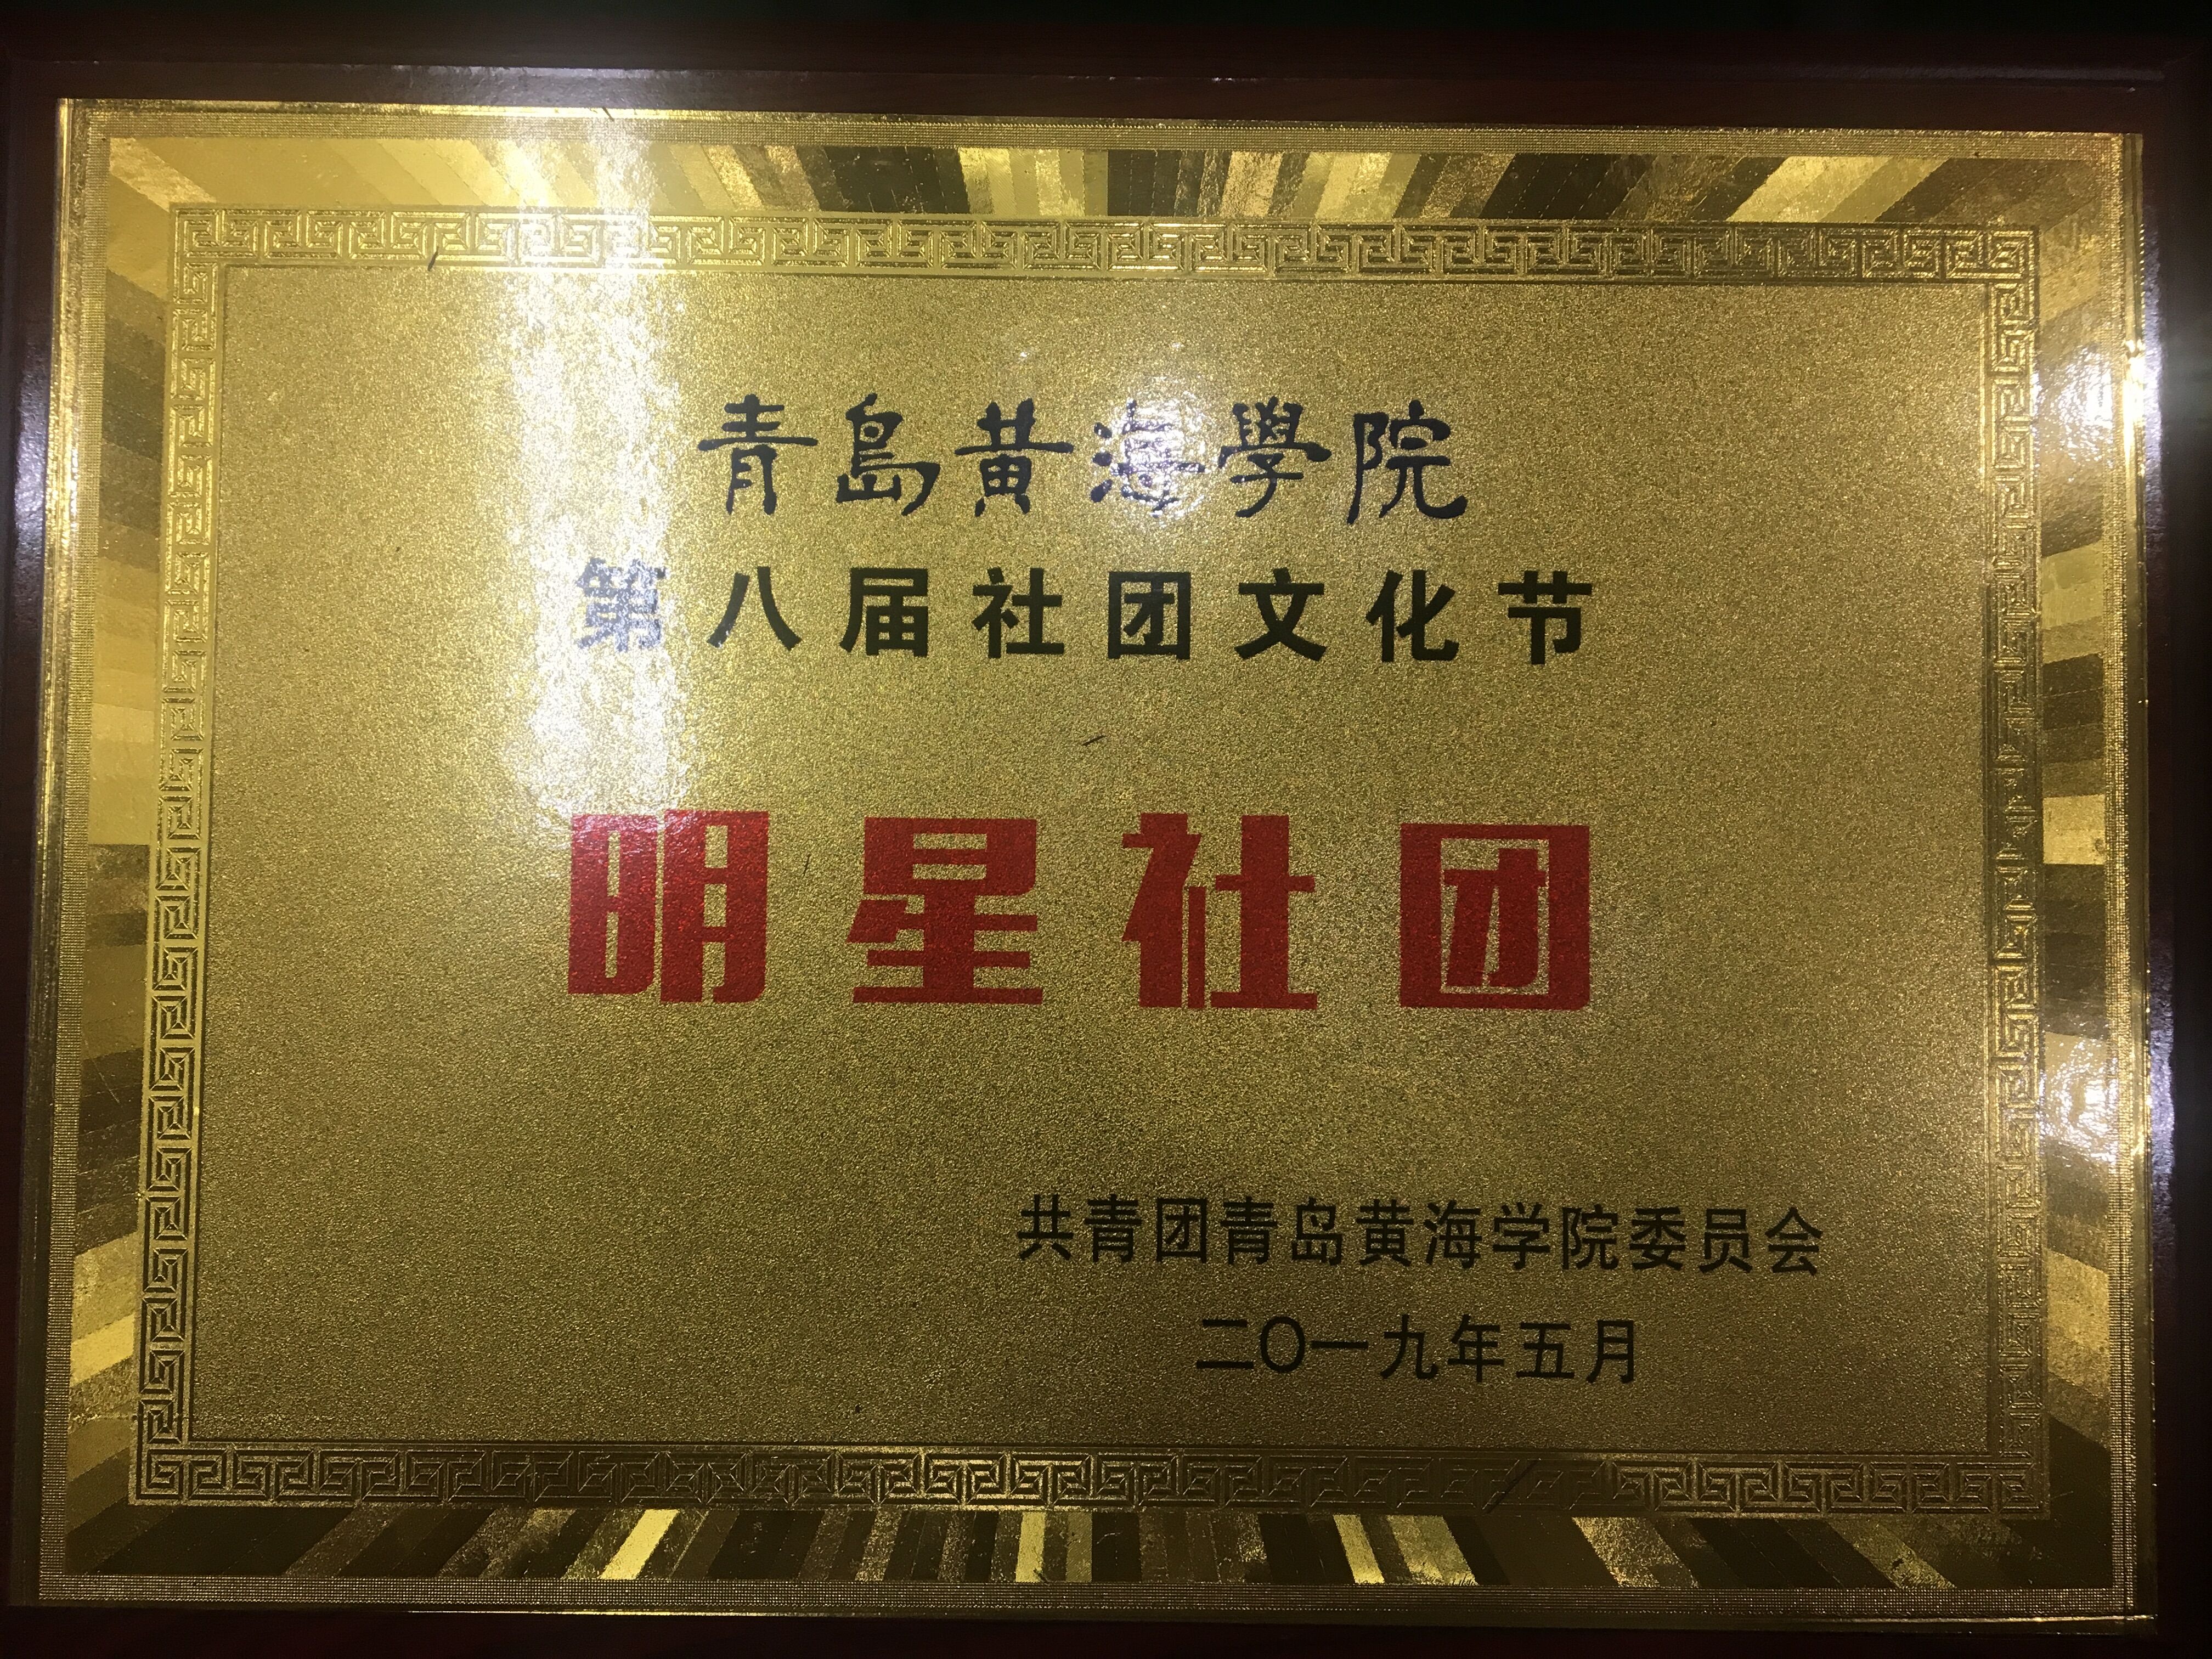 青島黄海學院
第八届社团文化节
明星社团
共青团青岛黄海学院委员会
二〇一九年五月